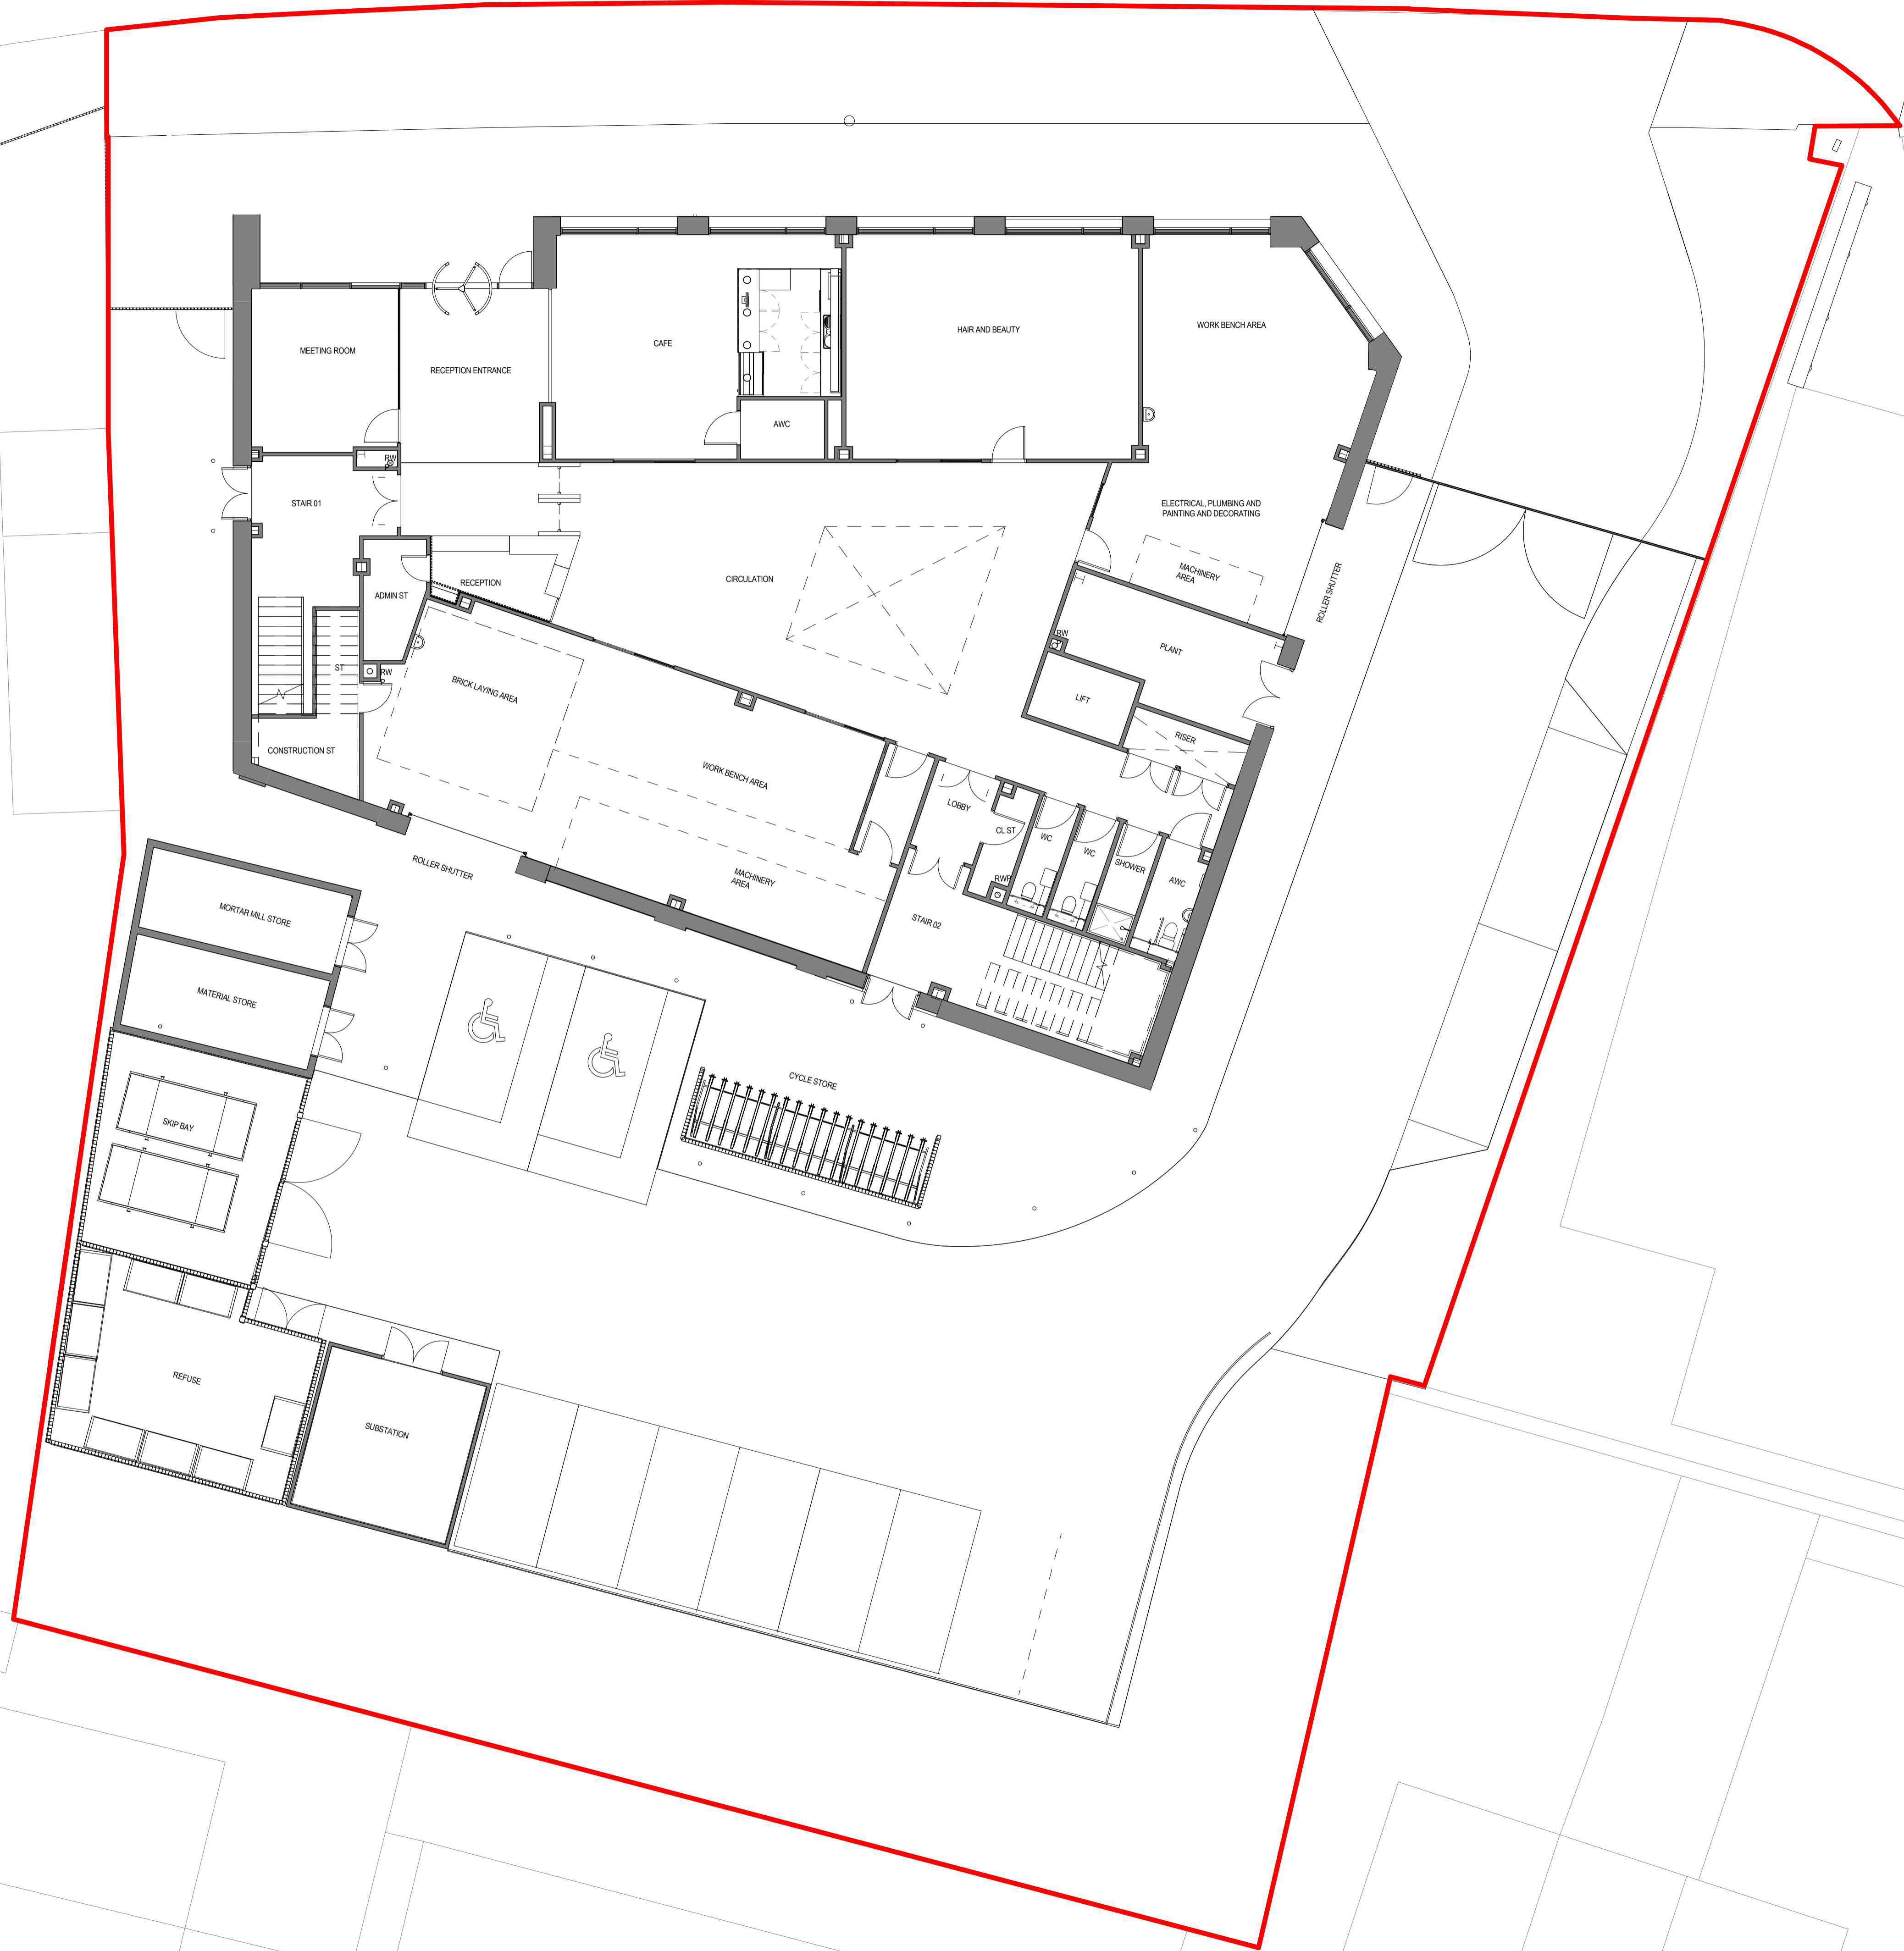 WORK BENCH AREA
HAIR AND BEAUTY
CAFE
MEETING ROOM
RECEPTION ENTRANCE
AWC
RW
STAIR 01
ELECTRICAL, PLUMBING AND
PAINTING AND DECORATING
MACHINERY
AREA
ROLLER SHUTTER
CIRCULATION
RECEPTION
ADMIN ST
RW
PLANT
ST
RW
LIFT
BRICK LAYING AREA
RISER
CONSTRUCTION ST
WORK BENCH AREA
LOBBY
CL ST
WC
WC
SHOWER
AWC
ROLLER SHUTTER
MACHINERY
AREA
RWP
STAIR 02
MORTAR MILL STORE
MATERIAL STORE
CYCLE STORE
SKIP BAY
REFUSE
SUBSTATION